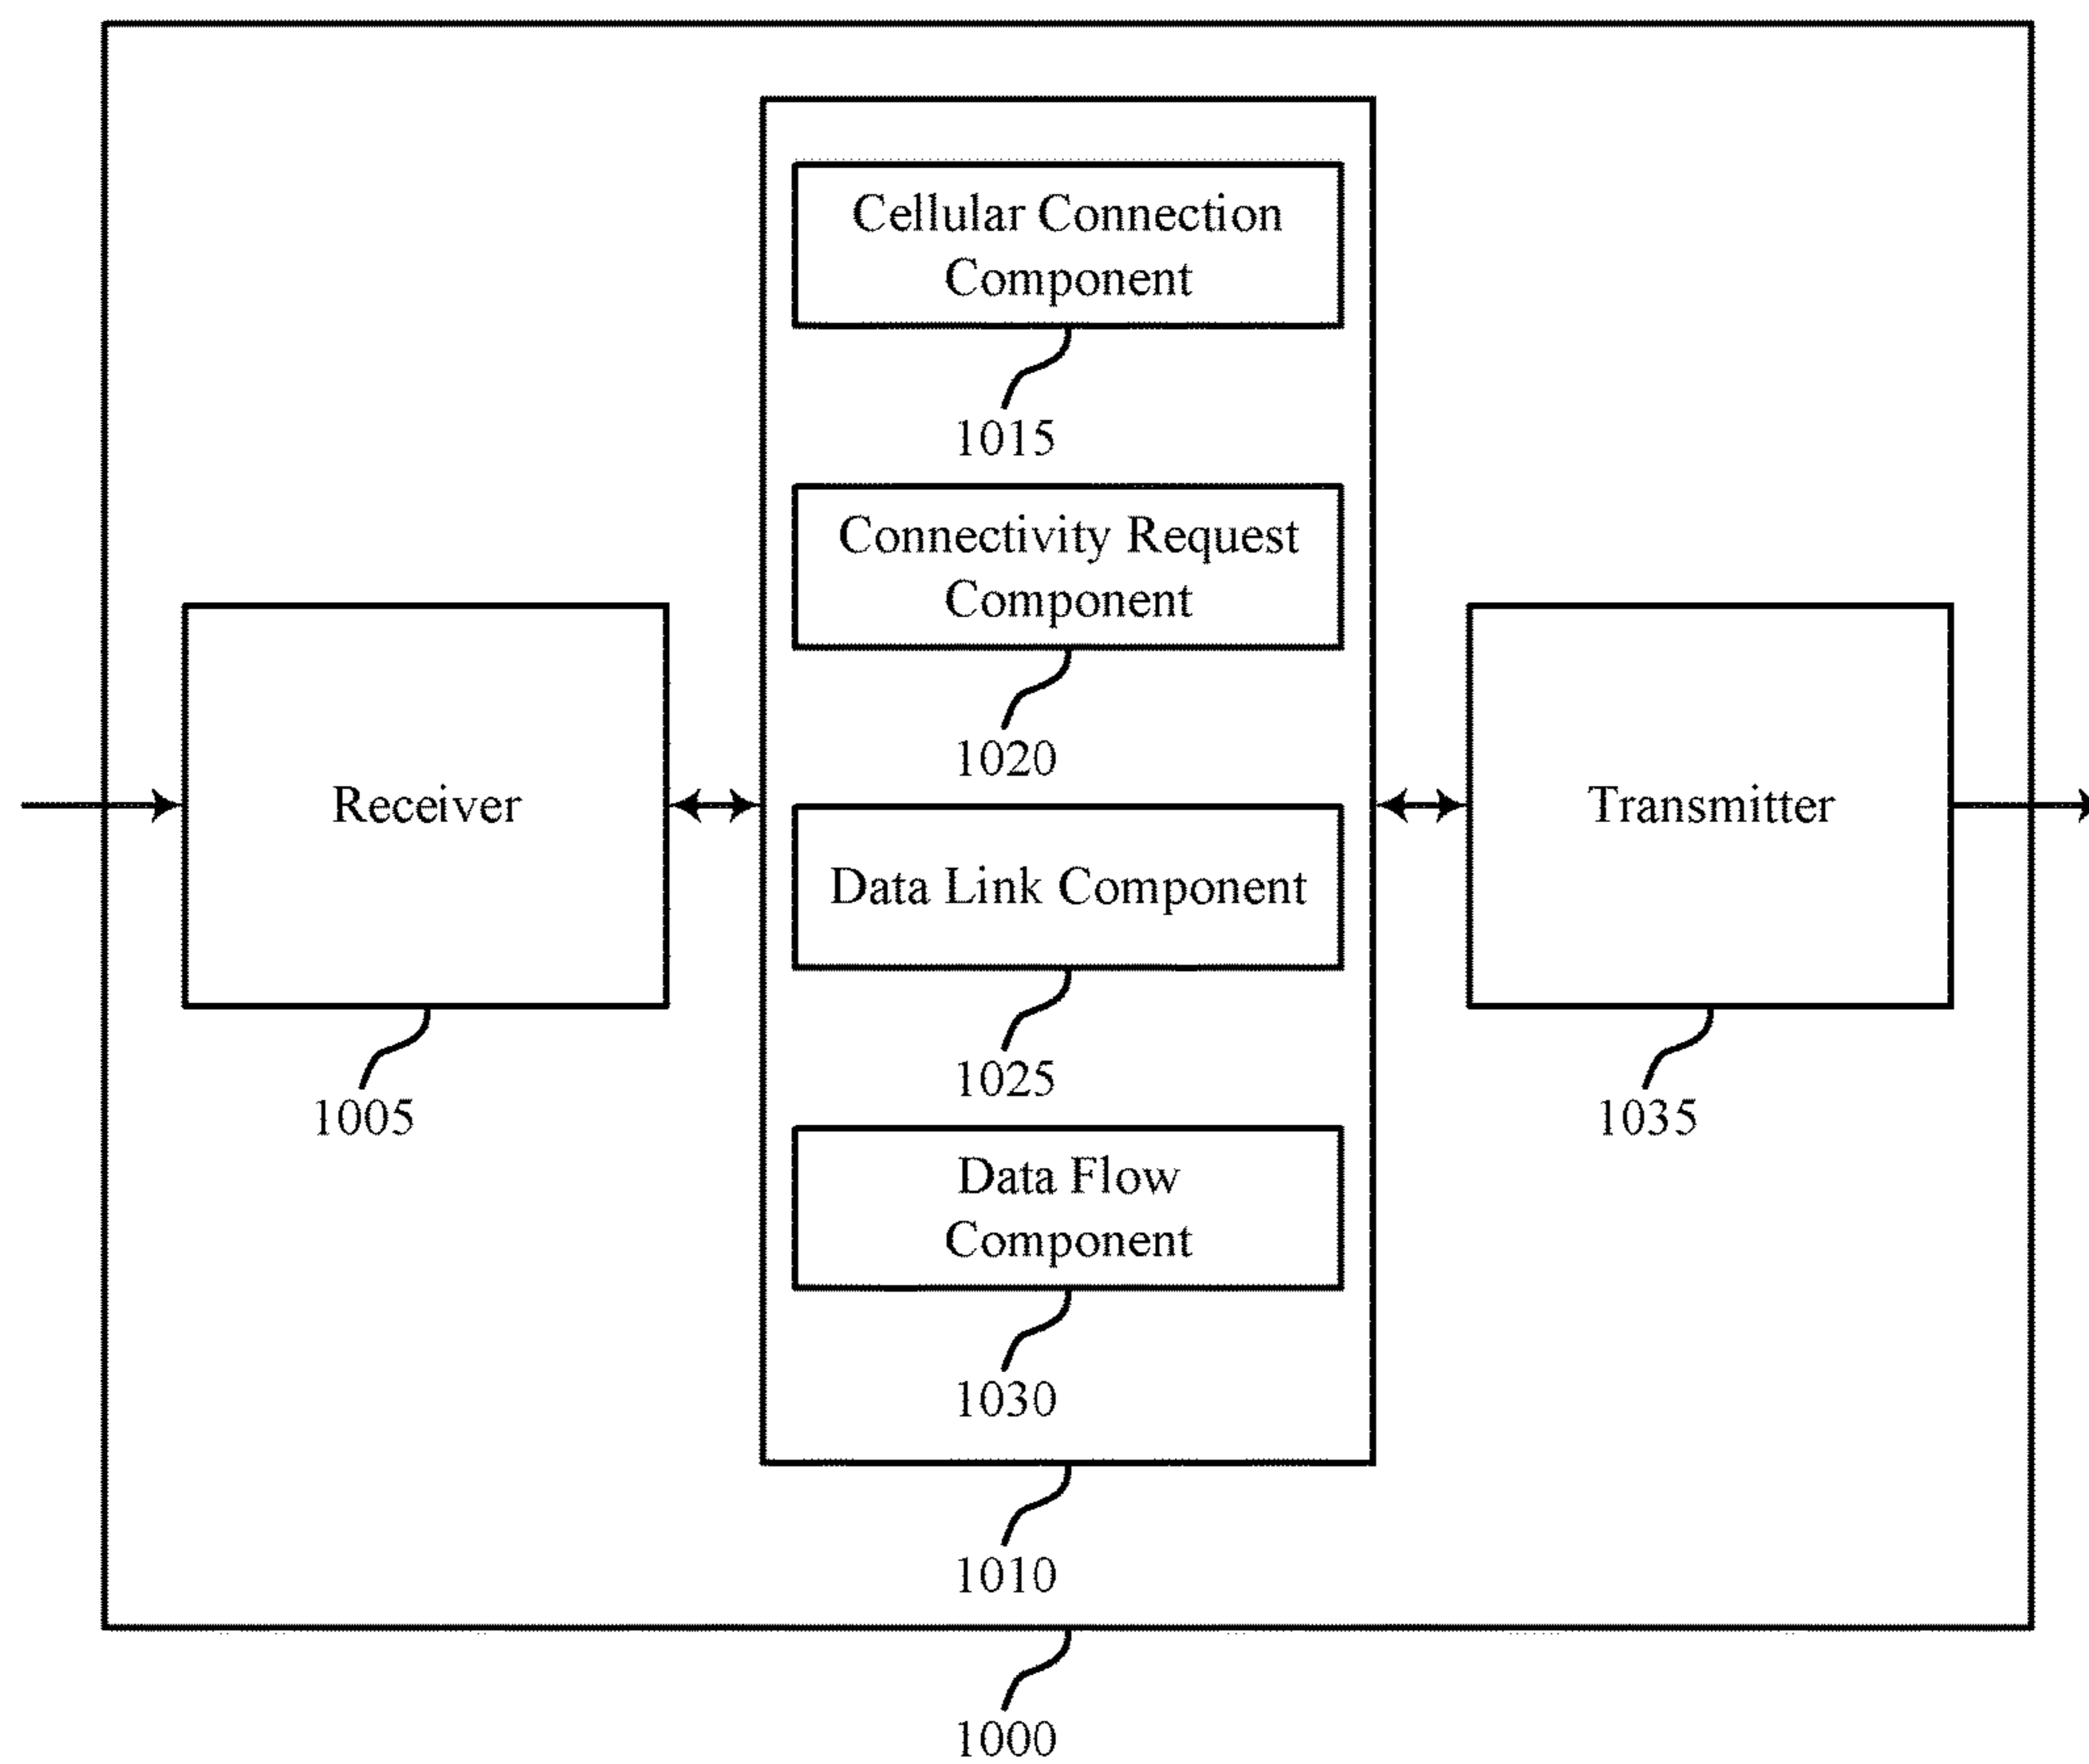 Cellular Connection
Component
1015
Connectivity Request
Component
1020
Receiver
1005
Data Link Component
1025
Transmitter
1035
Data Flow
Component
1030
1010
1000